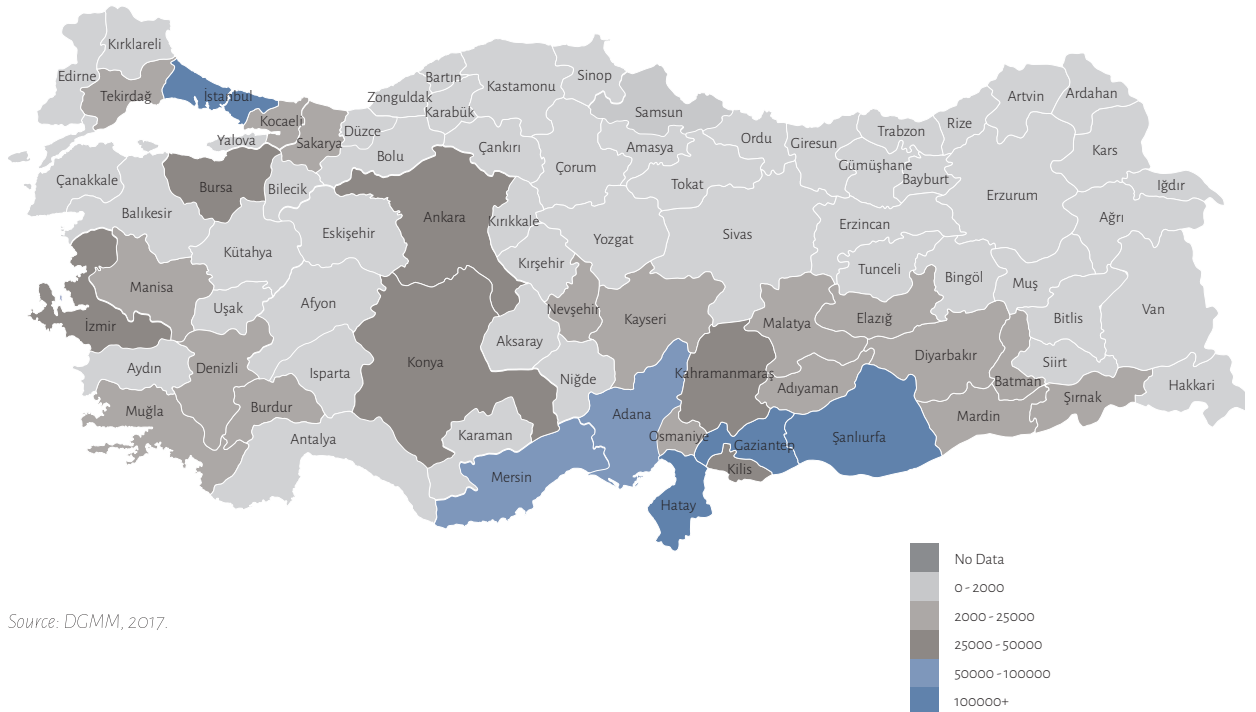 Kırklareli
Edirne
Tekirdağ
İstanbul
Kocaeli
Yalova
Sakarya
Düzce
Zonguldak
Bartın
Karabük
Kastamonu
Sinop
Samsun
Bolu
Çankırı
Çorum
Amasya
Tokat
Ordu
Giresun
Trabzon
Rize
Artvin
Ardahan
Kars
Gümüşhane
Bayburt
Erzurum
Iğdır
Ağrı
Çanakkale
Balıkesir
Bursa
Bilecik
Kütahya
Eskişehir
Ankara
Kırıkkale
Kırşehir
Yozgat
Sivas
Erzincan
Tunceli
Bingöl
Muş
Bitlis
Van
Manisa
İzmir
Uşak
Afyon
Konya
Aksaray
Nevşehir
Kayseri
Malatya
Elazığ
Diyarbakır
Batman
Siirt
Hakkari
Aydın
Denizli
Isparta
Niğde
Kahramanmaraş
Adıyaman
Mardin
Şırnak
Muğla
Burdur
Antalya
Karaman
Mersin
Adana
Osmaniye
Gaziantep
Kilis
Şanlıurfa
Hatay
No Data
0 - 2000
2000 - 25000
25000 - 50000
50000 - 100000
100000+
Source: DGMM, 2017.